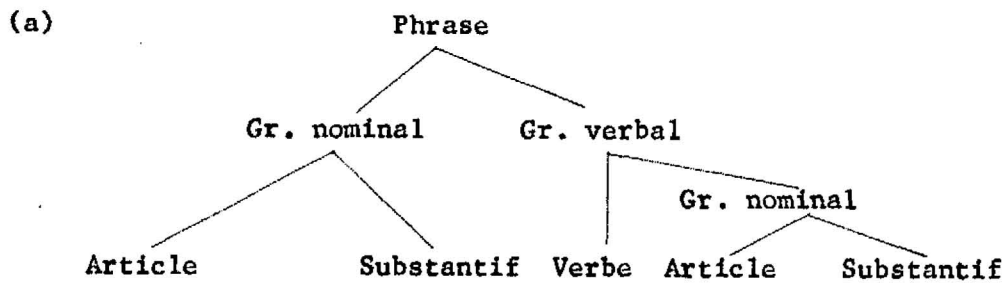 (a) Phrase
Gr. nominal Gr. verbal
Gr. nominal
Article Substantif Verbe Article Substantif